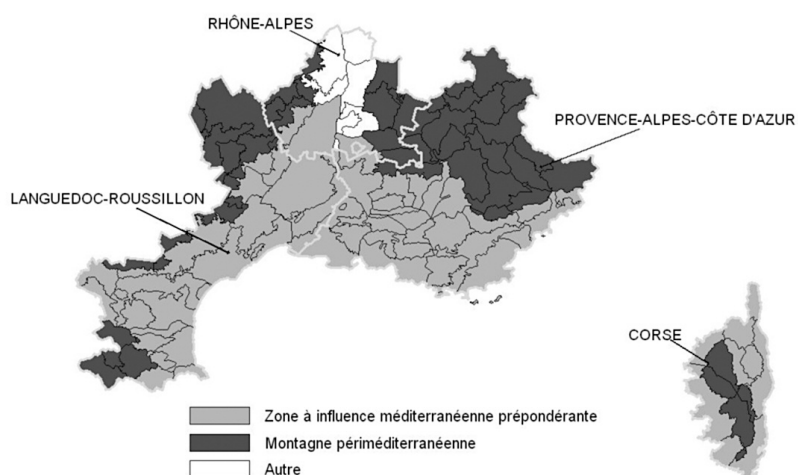 RHÔNE-ALPES
PROVENCE-ALPES-CÔTE D'AZUR
LANGUEDOC-ROUSSILLON
CORSE
Zone à influence méditerranéenne prépondérante
Montagne périméditerranéenne
Autre